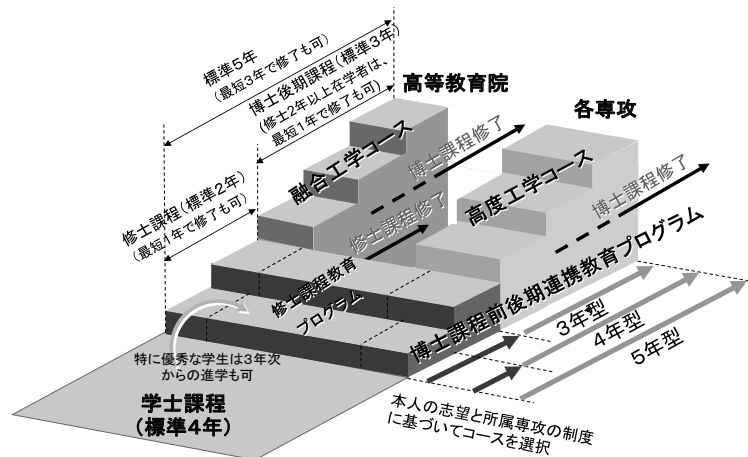 標準5年
(最短3年で修了も可)
博士後期課程(標準3年)
(修士2年以上在学者は、
最短1年で修了も可)
高等教育院
各専攻
修士課程(標準2年)
(最短1年で修了も可)
融合工学コース
博士課程修了
修士課程修了
高度工学コース
博士課程修了
修士課程教育
プログラム
博士課程前後期連携教育プログラム
3年型
4年型
5年型
特に優秀な学生は3年次
からの進学も可
学士課程
(標準4年)
本人の志望と所属専攻の制度
に基づいてコースを選択